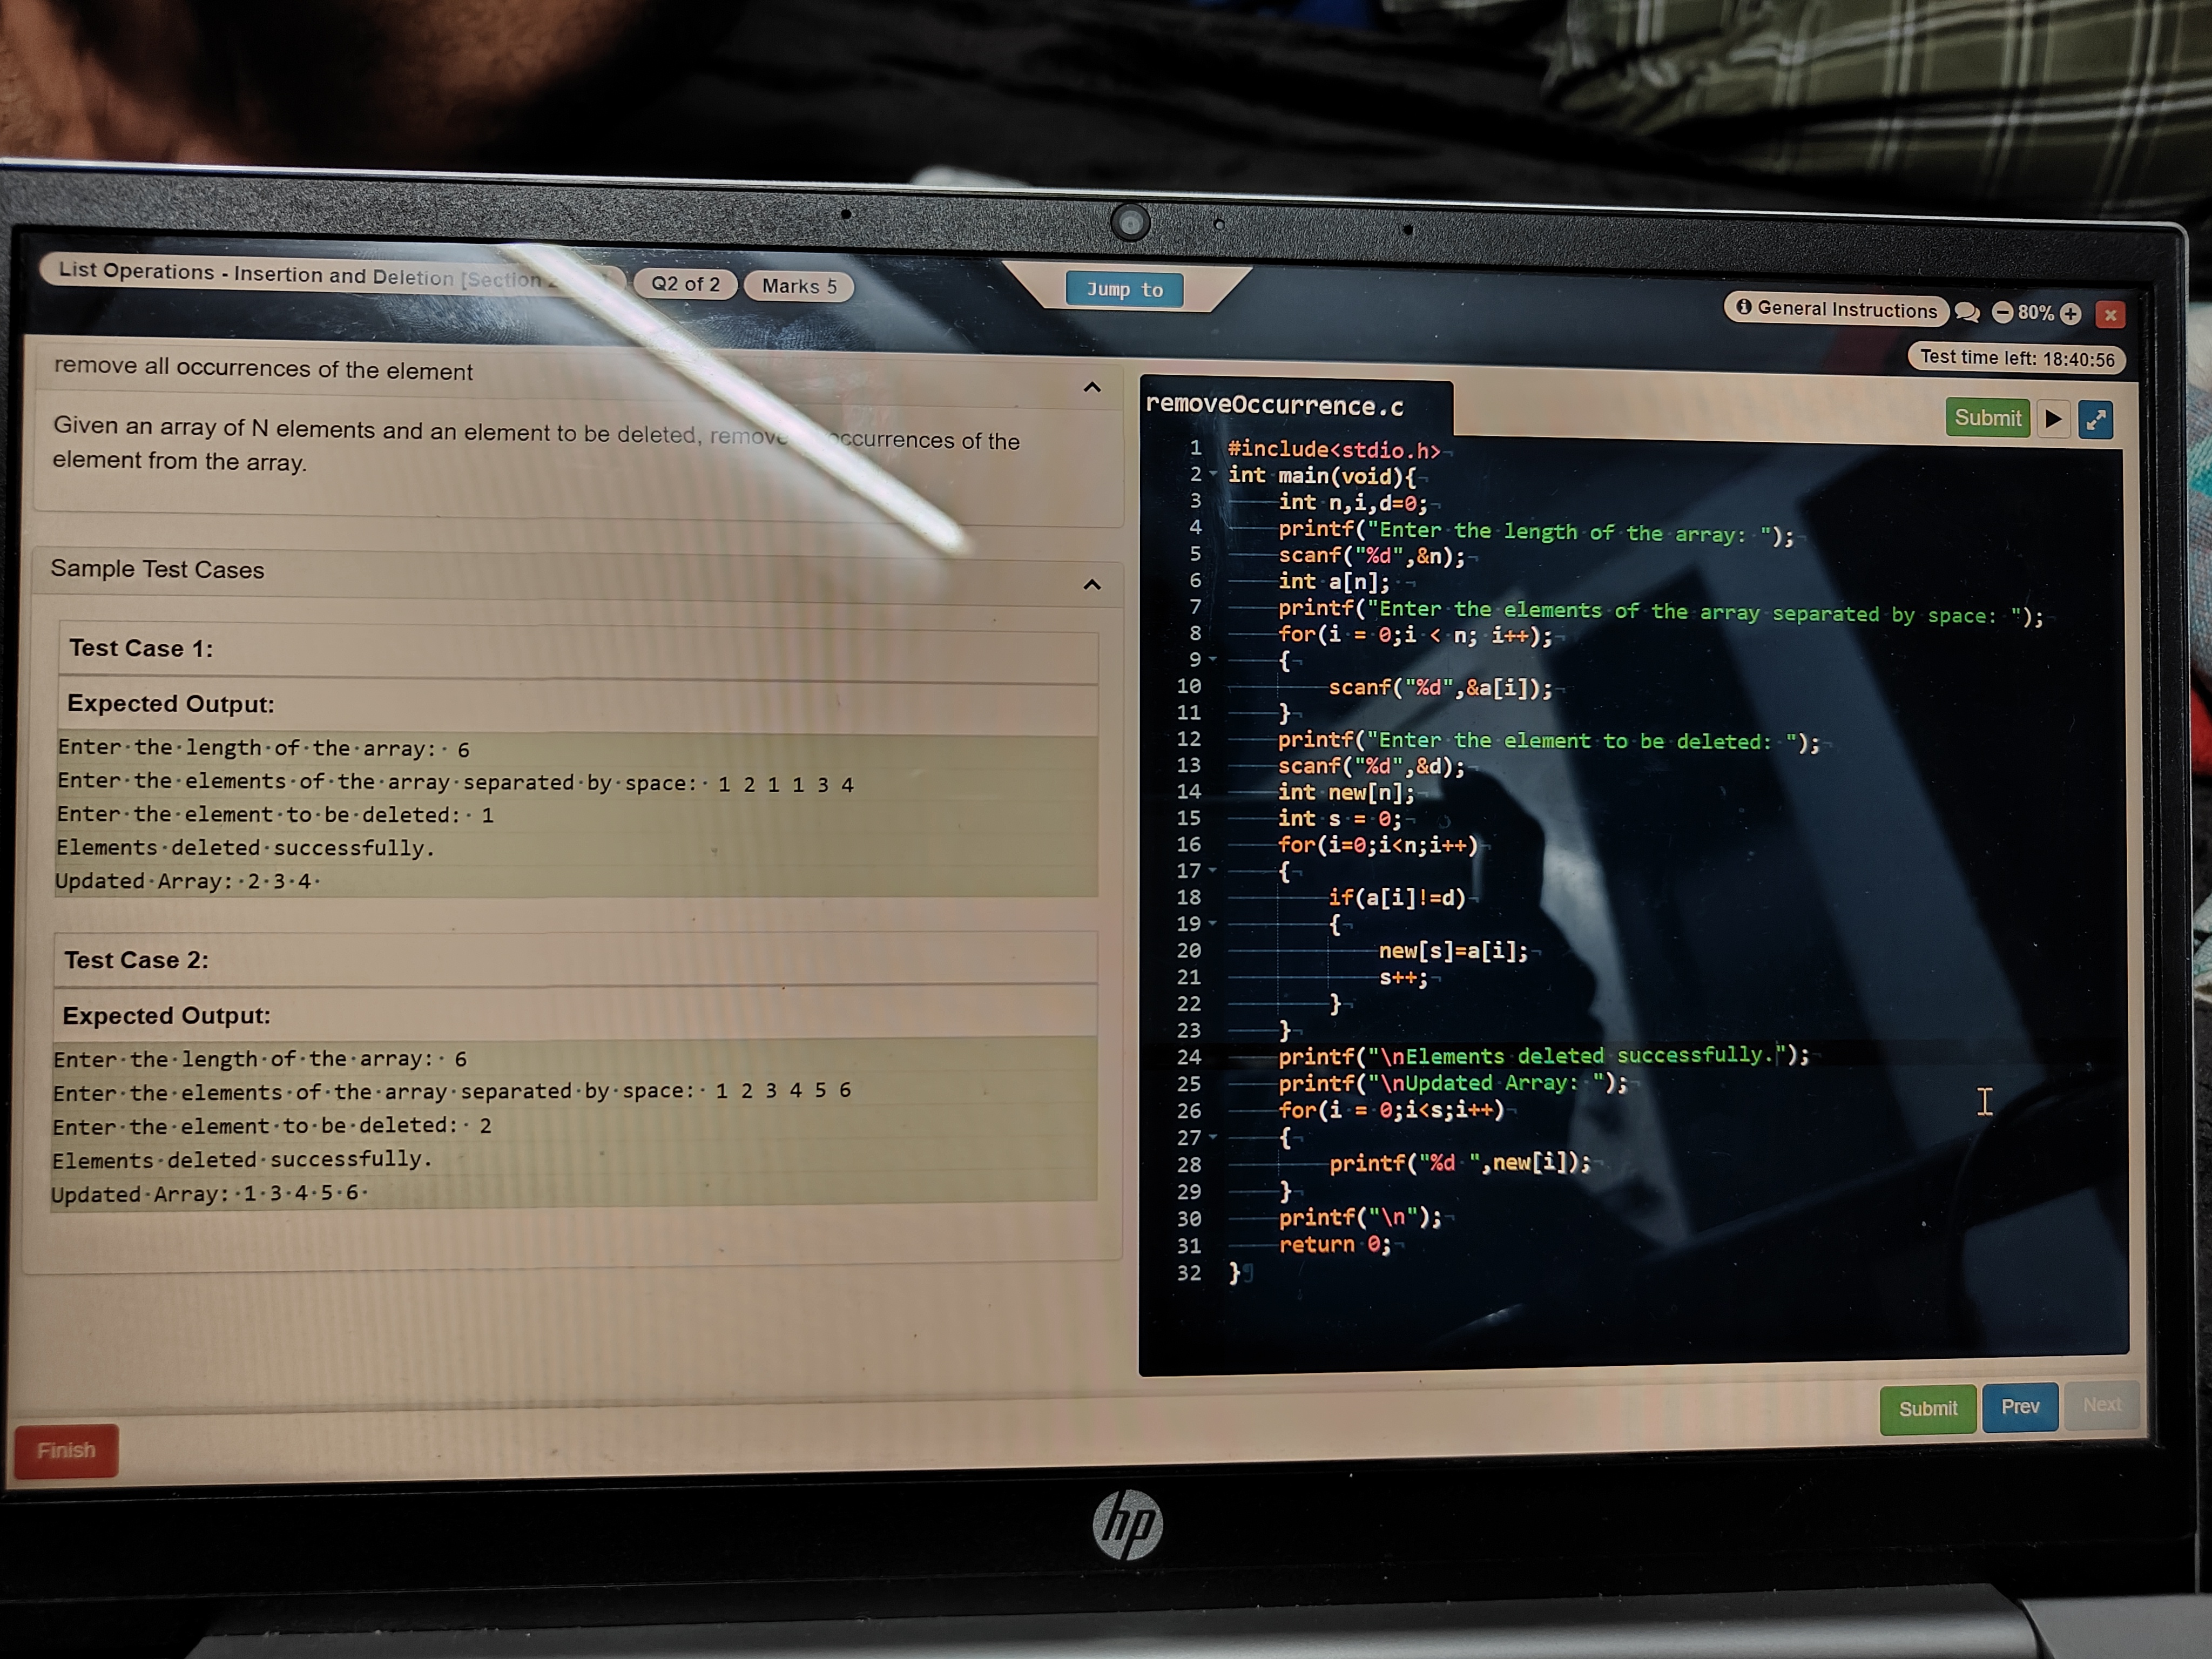 List Operations - Insertion and Deletion [Section
Q2 of 2
Marks 5
Jump to
General Instructions
80%
Test time left: 18:40:56
remove all occurrences of the element
Given an array of N elements and an element to be deleted, remove occurrences of the
element from the array.
Sample Test Cases
Test Case 1:
Expected Output:
Enter·the·length·of·the·array:· 6
Enter·the·elements·of·the·array·separated·by·space:· 1 2 1 1 3 4
Enter·the·element·to·be·deleted:· 1
Elements·deleted·successfully.
Updated·Array:·2·3·4·
Test Case 2:
Expected Output:
Enter·the·length·of·the·array:· 6
Enter·the·elements·of·the·array·separated·by·space:· 1 2 3 4 5 6
Enter·the·element·to·be·deleted:· 2
Elements·deleted·successfully.
Updated·Array:·1·3·4·5·6·
removeOccurrence.c
Submit
1 #include<stdio.h>
2 int main(void){
3 int n,i,d=0;
4 printf("Enter the length of the array: ");
5 scanf("%d",&n);
6 int a[n];
7 printf("Enter the elements of the array separated by space: ");
8 for(i = 0;i < n; i++);
9 {
10 scanf("%d",&a[i]);
11 }
12 printf("Enter the element to be deleted: ");
13 scanf("%d",&d);
14 int new[n];
15 int s = 0;
16 for(i=0;i<n;i++)
17 {
18 if(a[i]!=d)
19 {
20 new[s]=a[i];
21 s++;
22 }
23 }
24 printf("\nElements deleted successfully.");
25 printf("\nUpdated Array: ");
26 for(i = 0;i<s;i++)
27 {
28 printf("%d ",new[i]);
29 }
30 printf("\n");
31 return 0;
32 }
Finish
Submit
Prev
Next
hp